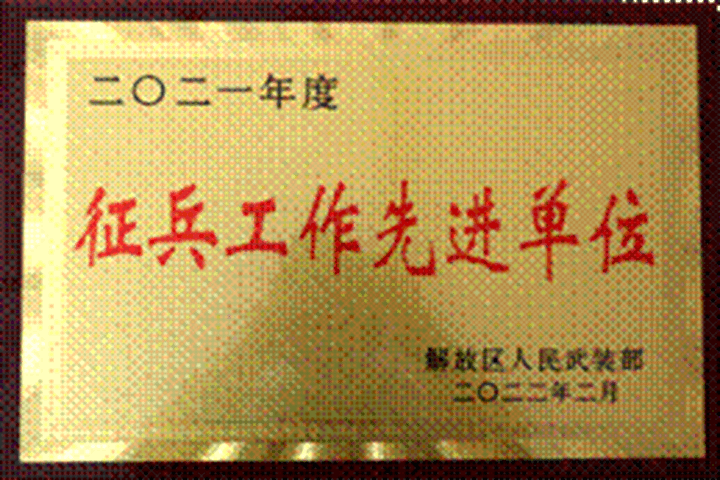 二〇二一年度
征兵工作先进单位
解放区人民武装部
二〇二二年二月